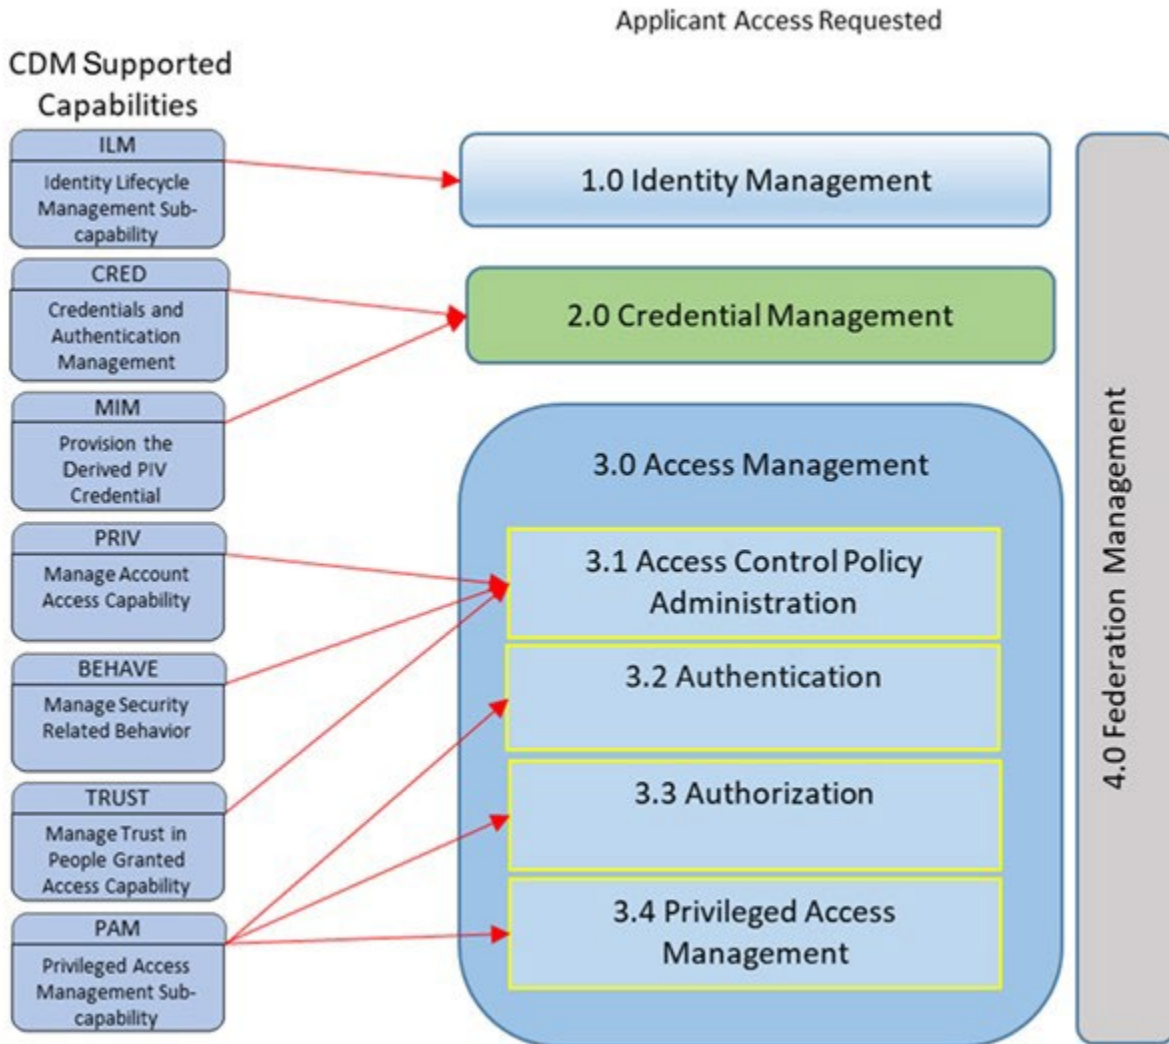 Applicant Access Requested
CDM Supported
Capabilities
ILM
Identity Lifecycle
Management Sub-
capability
CRED
Credentials and
Authentication
Management
MIM
Provision the
Derived PIV
Credential
PRIV
Manage Account
Access Capability
BEHAVE
Manage Security
Related Behavior
TRUST
Manage Trust in
People Granted
Access Capability
PAM
Privileged Access
Management Sub-
capability
1.0 Identity Management
2.0 Credential Management
3.0 Access Management
3.1 Access Control Policy
Administration
3.2 Authentication
3.3 Authorization
3.4 Privileged Access
Management
4.0 Federation Management